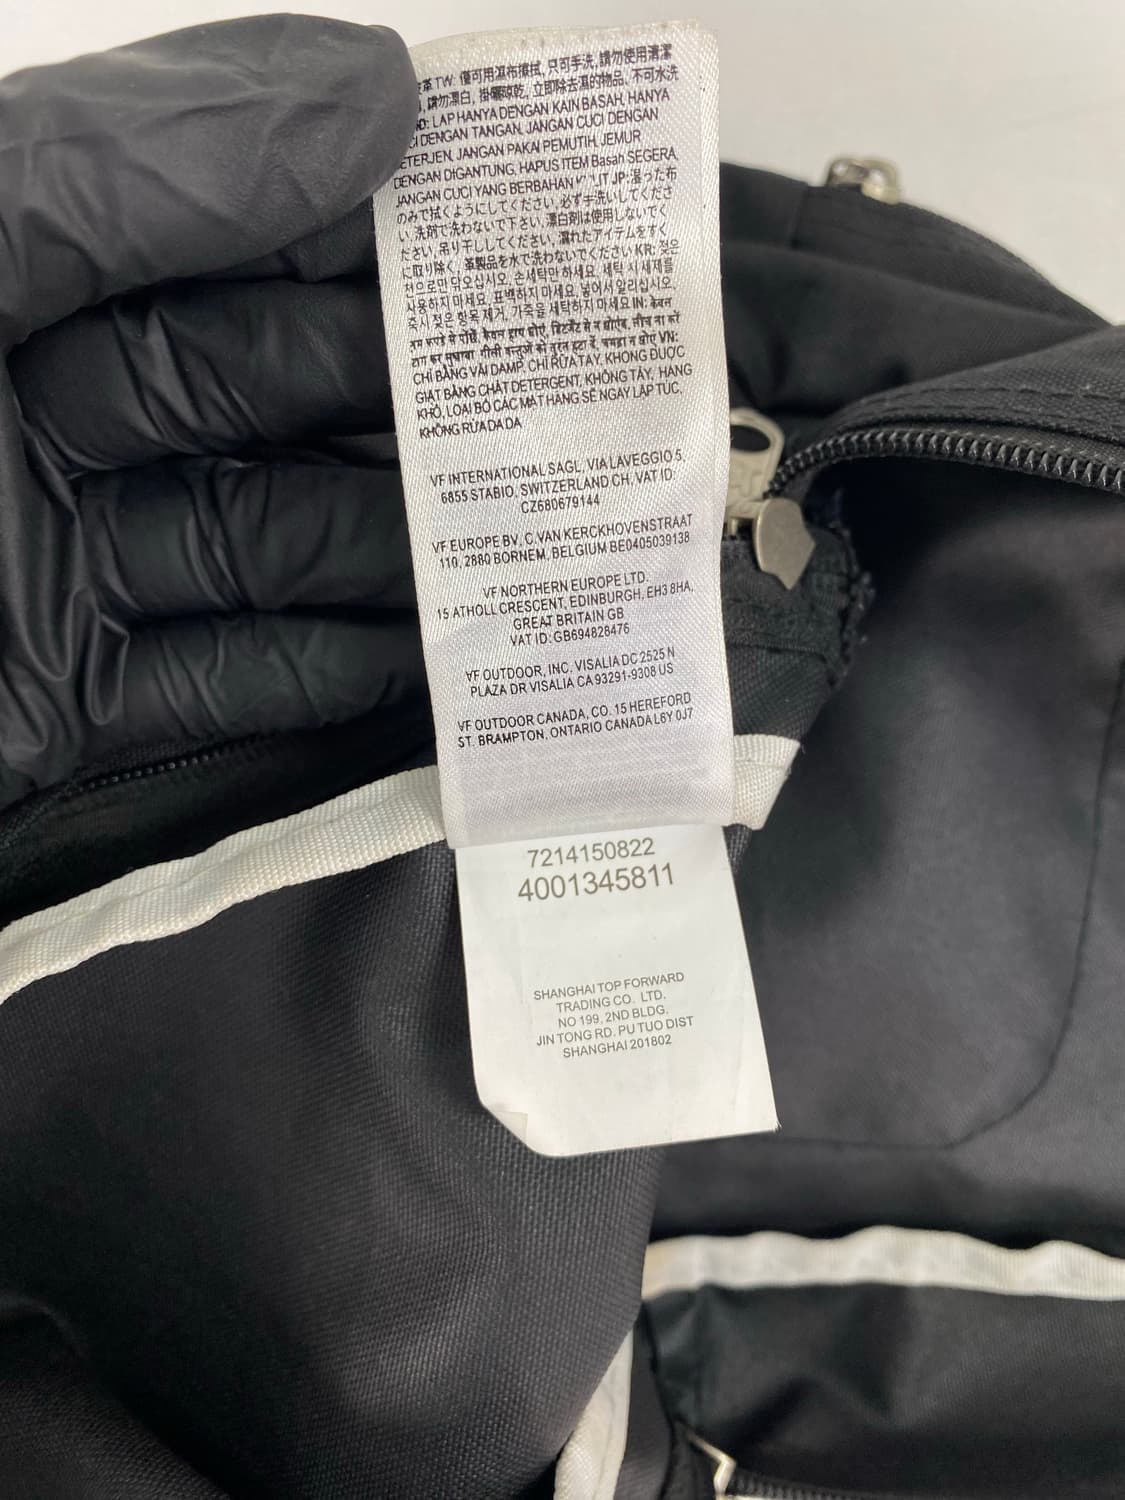 革TW: 僅可用濕布擦拭, 只可手洗, 請勿使用清潔
, 請勿漂白, 掛曬晾乾, 立即除去濕的物品, 不可水洗
LAP HANYA DENGAN KAIN BASAH, HANYA
DENGAN TANGAN, JANGAN CUCI DENGAN
ETERJEN, JANGAN PAKAI PEMUTIH, JEMUR
DENGAN DIGANTUNG, HAPUS ITEM Basah SEGERA,
JANGAN CUCI YANG BERBAHAN JP: 湿った布
のみで拭くようにしてください, 必ず手洗いしてくださ
い, 洗剤で洗わないで下さい, 漂白剤は使用しないでく
ださい, 吊り干ししてください, 濡れたアイテムをすぐ
に取り除く, 革製品を水で洗わないでください KR: 젖은
천으로만 닦으십시오, 손세탁만 하세요, 세탁 시 세제를
사용하지 마세요, 표백하지 마세요, 널어서 말리십시오,
즉시 젖은 항목 제거, 가죽을 세탁하지 마세요 IN: केवल
VN:
CHỈ BẰNG VẢI DAMP, CHỈ RỬA TAY, KHÔNG ĐƯỢC
GIẶT BẰNG CHẤT DETERGENT, KHÔNG TẨY, HANG
KHÔ, LOẠI BỎ CÁC MẶT HÀNG SẼ NGAY LẬP TỨC,
KHÔNG RỬA DA DA
VF INTERNATIONAL SAGL, VIA LAVEGGIO 5,
6855 STABIO, SWITZERLAND CH, VAT ID:
CZ680679144
VF EUROPE BV, C.VAN KERCKHOVENSTRAAT
110, 2880 BORNEM, BELGIUM BE0405039138
VF NORTHERN EUROPE LTD.
15 ATHOLL CRESCENT, EDINBURGH, EH3 8HA,
GREAT BRITAIN GB
VAT ID:GB694828476
VF OUTDOOR, INC. VISALIA DC 2525 N
PLAZA DR VISALIA CA 93291-9308 US
VF OUTDOOR CANADA, CO. 15 HEREFORD
ST. BRAMPTON, ONTARIO CANADA L6Y 0J7
7214150822
4001345811
SHANGHAI TOP FORWARD
TRADING CO. LTD.
NO 199, 2ND BLDG.
JIN TONG RD. PU TUO DIST
SHANGHAI 201802